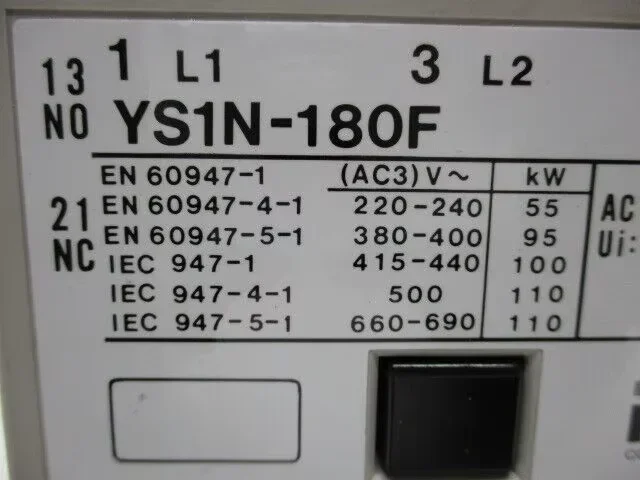 13 1 L1 3 L2
NO YS1N-180F
EN 60947-1 (AC3) V~ kW
21 EN 60947-4-1 220-240 55 AC
NC EN 60947-5-1 380-400 95 Ui:
IEC 947-1 415-440 100
IEC 947-4-1 500 110
IEC 947-5-1 660-690 110